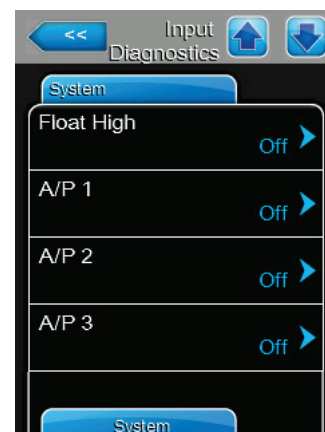 << Input
Diagnostics
System
Float High
Off
A/P 1
Off
A/P 2
Off
A/P 3
Off
System